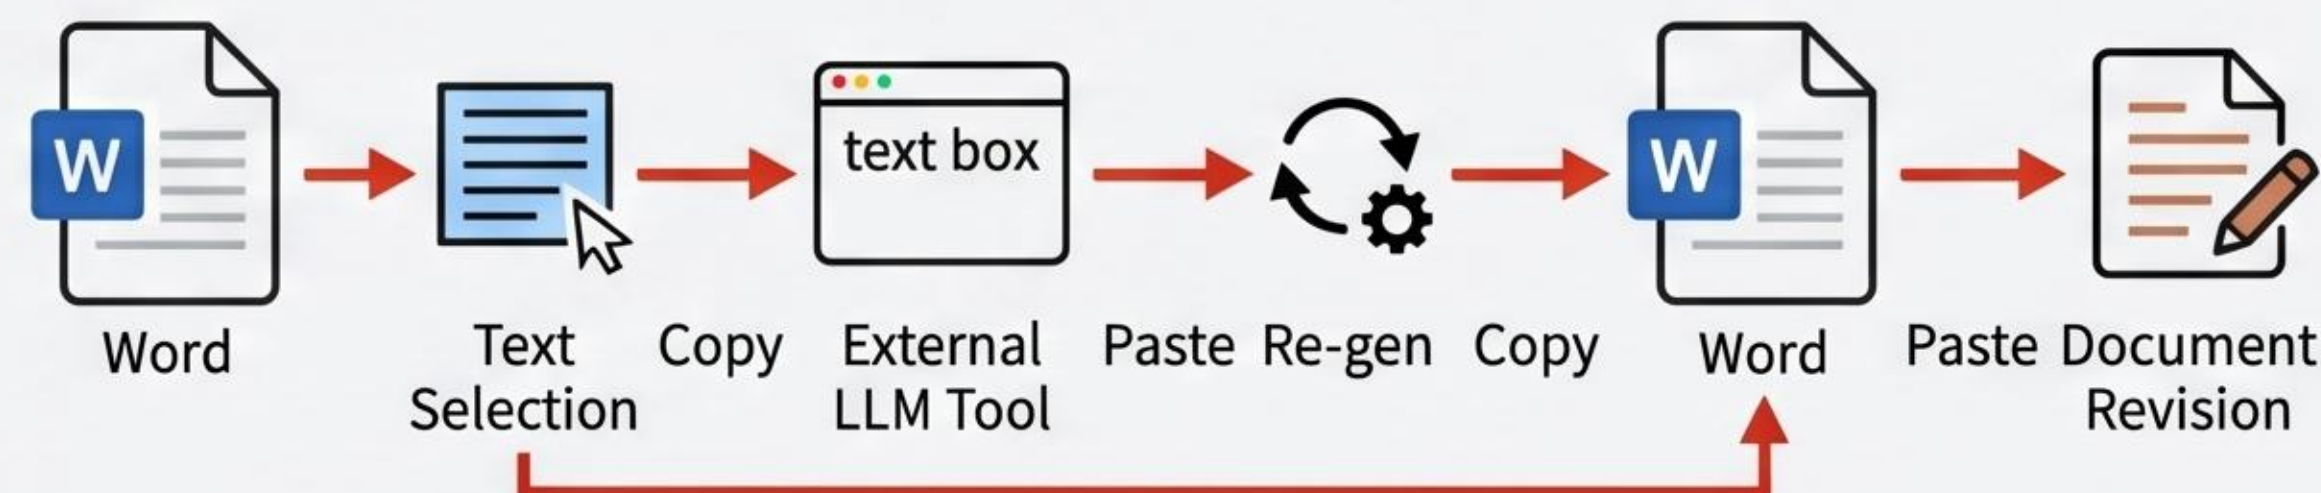 W
text box
W
Word
Text
Selection
Copy
External
LLM Tool
Paste
Re-gen
Copy
Word
Paste
Document
Revision